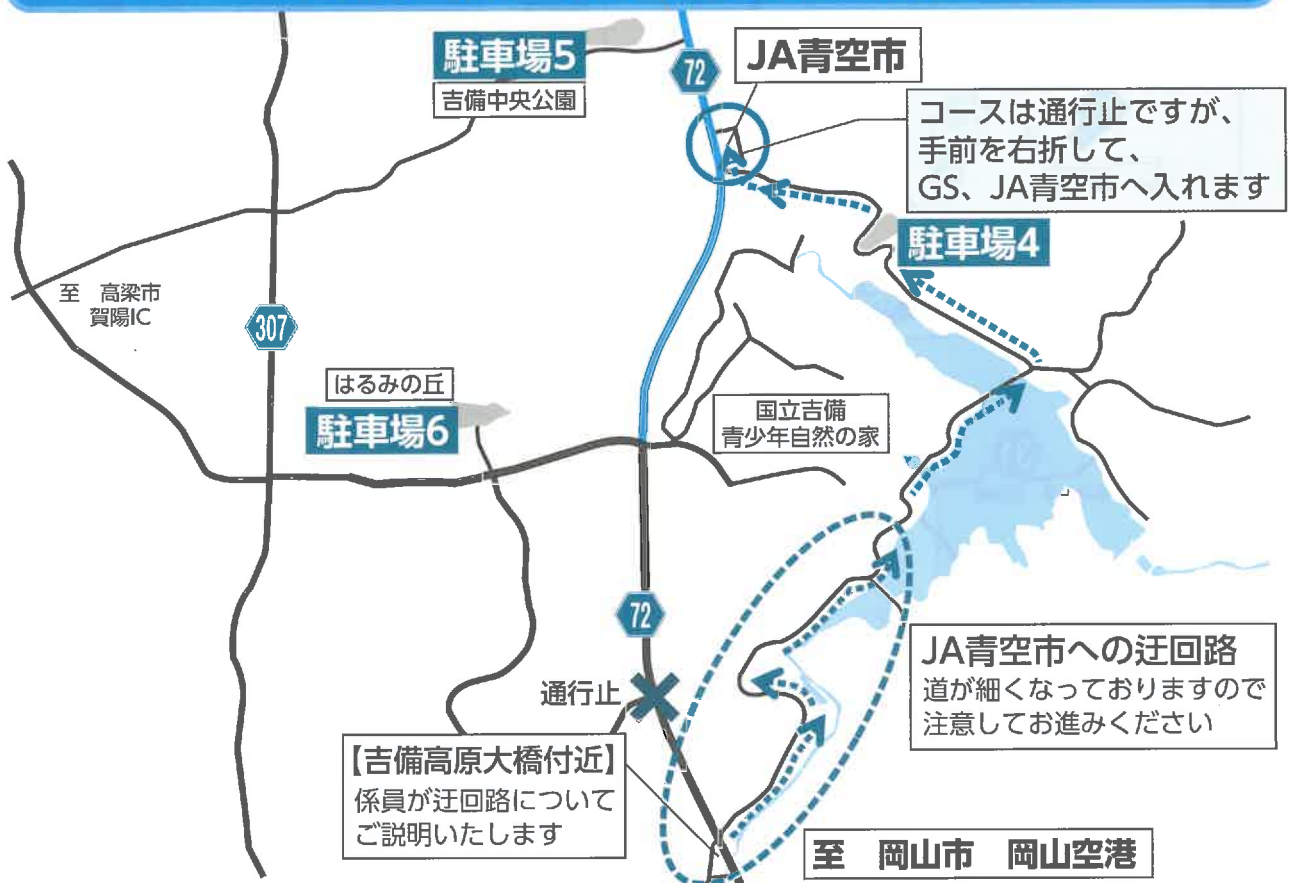 駐車場5
吉備中央公園
72
JA青空市
コースは通行止ですが、
手前を右折して、
GS、JA青空市へ入れます
駐車場4
至 高梁市
賀陽IC
307
はるみの丘
駐車場6
国立吉備
青少年自然の家
72
通行止
JA青空市への迂回路
道が細くなっておりますので
注意してお進みください
【吉備高原大橋付近】
係員が迂回路について
ご説明いたします
至 岡山市 岡山空港